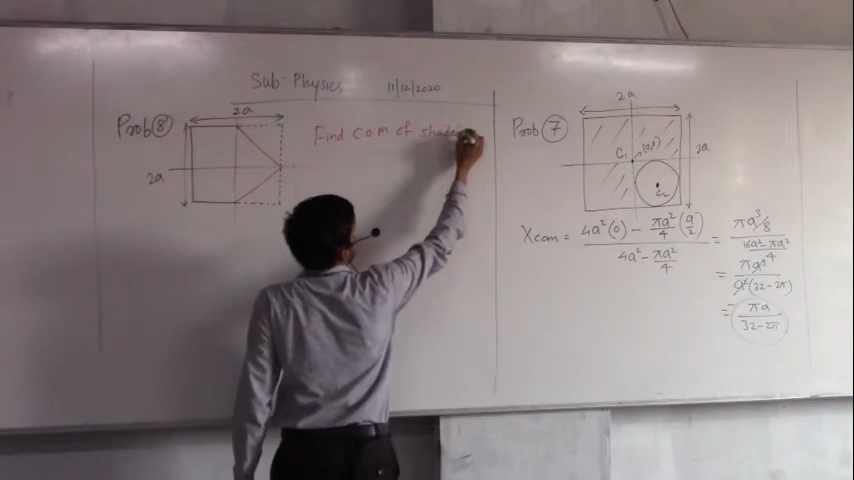 Sub: Physics 11/12/2020
Prob 8
2a
2a
Find c.o.m of shade
Prob 7
2a
2a
C₁ (0,0)
C₂
Xcom = 4a²(0) - πa²/4 (a/2) / 4a² - πa²/4 = πa³/8 / 16a² - πa²/4
= πa³ / a²(32-2π)
= πa / 32-2π